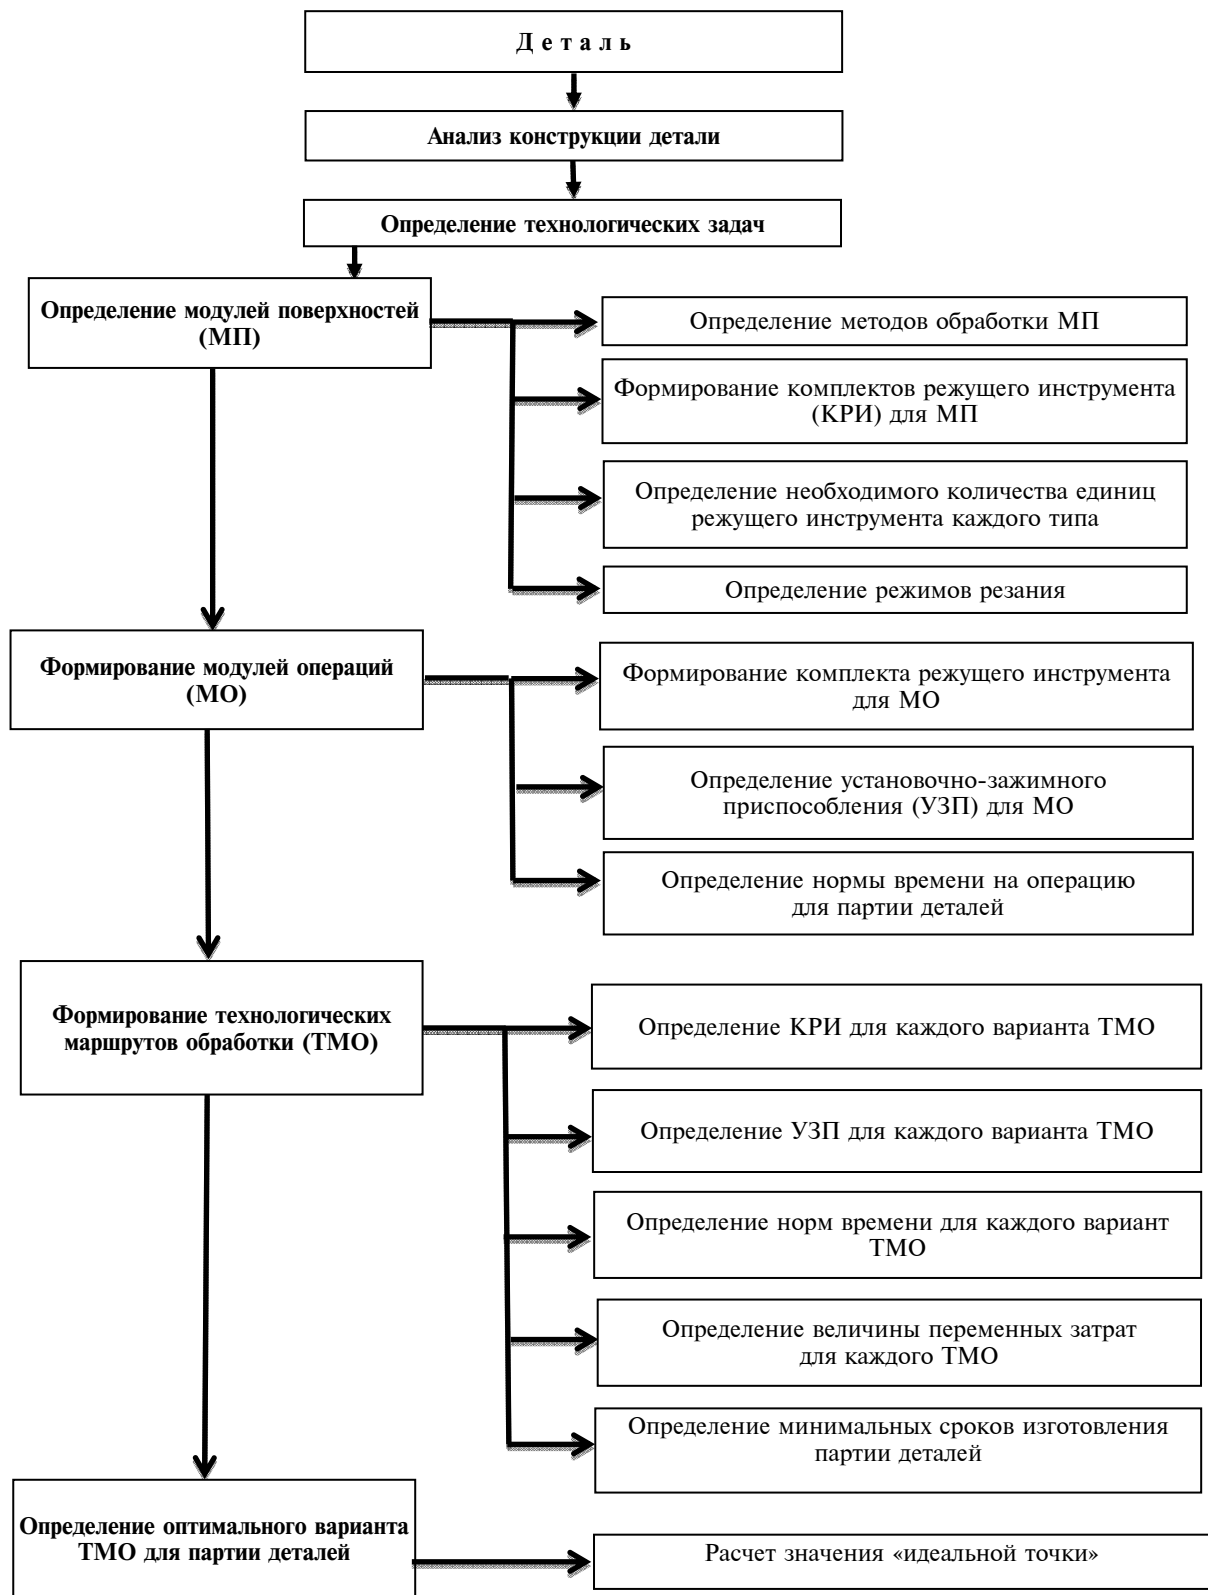 Д е т а л ь
Анализ конструкции детали
Определение технологических задач
Определение модулей поверхностей
(МП)
Определение методов обработки МП
Формирование комплектов режущего инструмента
(КРИ) для МП
Определение необходимого количества единиц
режущего инструмента каждого типа
Определение режимов резания
Формирование модулей операций
(МО)
Формирование комплекта режущего инструмента
для МО
Определение установочно-зажимного
приспособления (УЗП) для МО
Определение нормы времени на операцию
для партии деталей
Формирование технологических
маршрутов обработки (ТМО)
Определение КРИ для каждого варианта ТМО
Определение УЗП для каждого варианта ТМО
Определение норм времени для каждого вариант
ТМО
Определение величины переменных затрат
для каждого ТМО
Определение минимальных сроков изготовления
партии деталей
Определение оптимального варианта
ТМО для партии деталей
Расчет значения «идеальной точки»